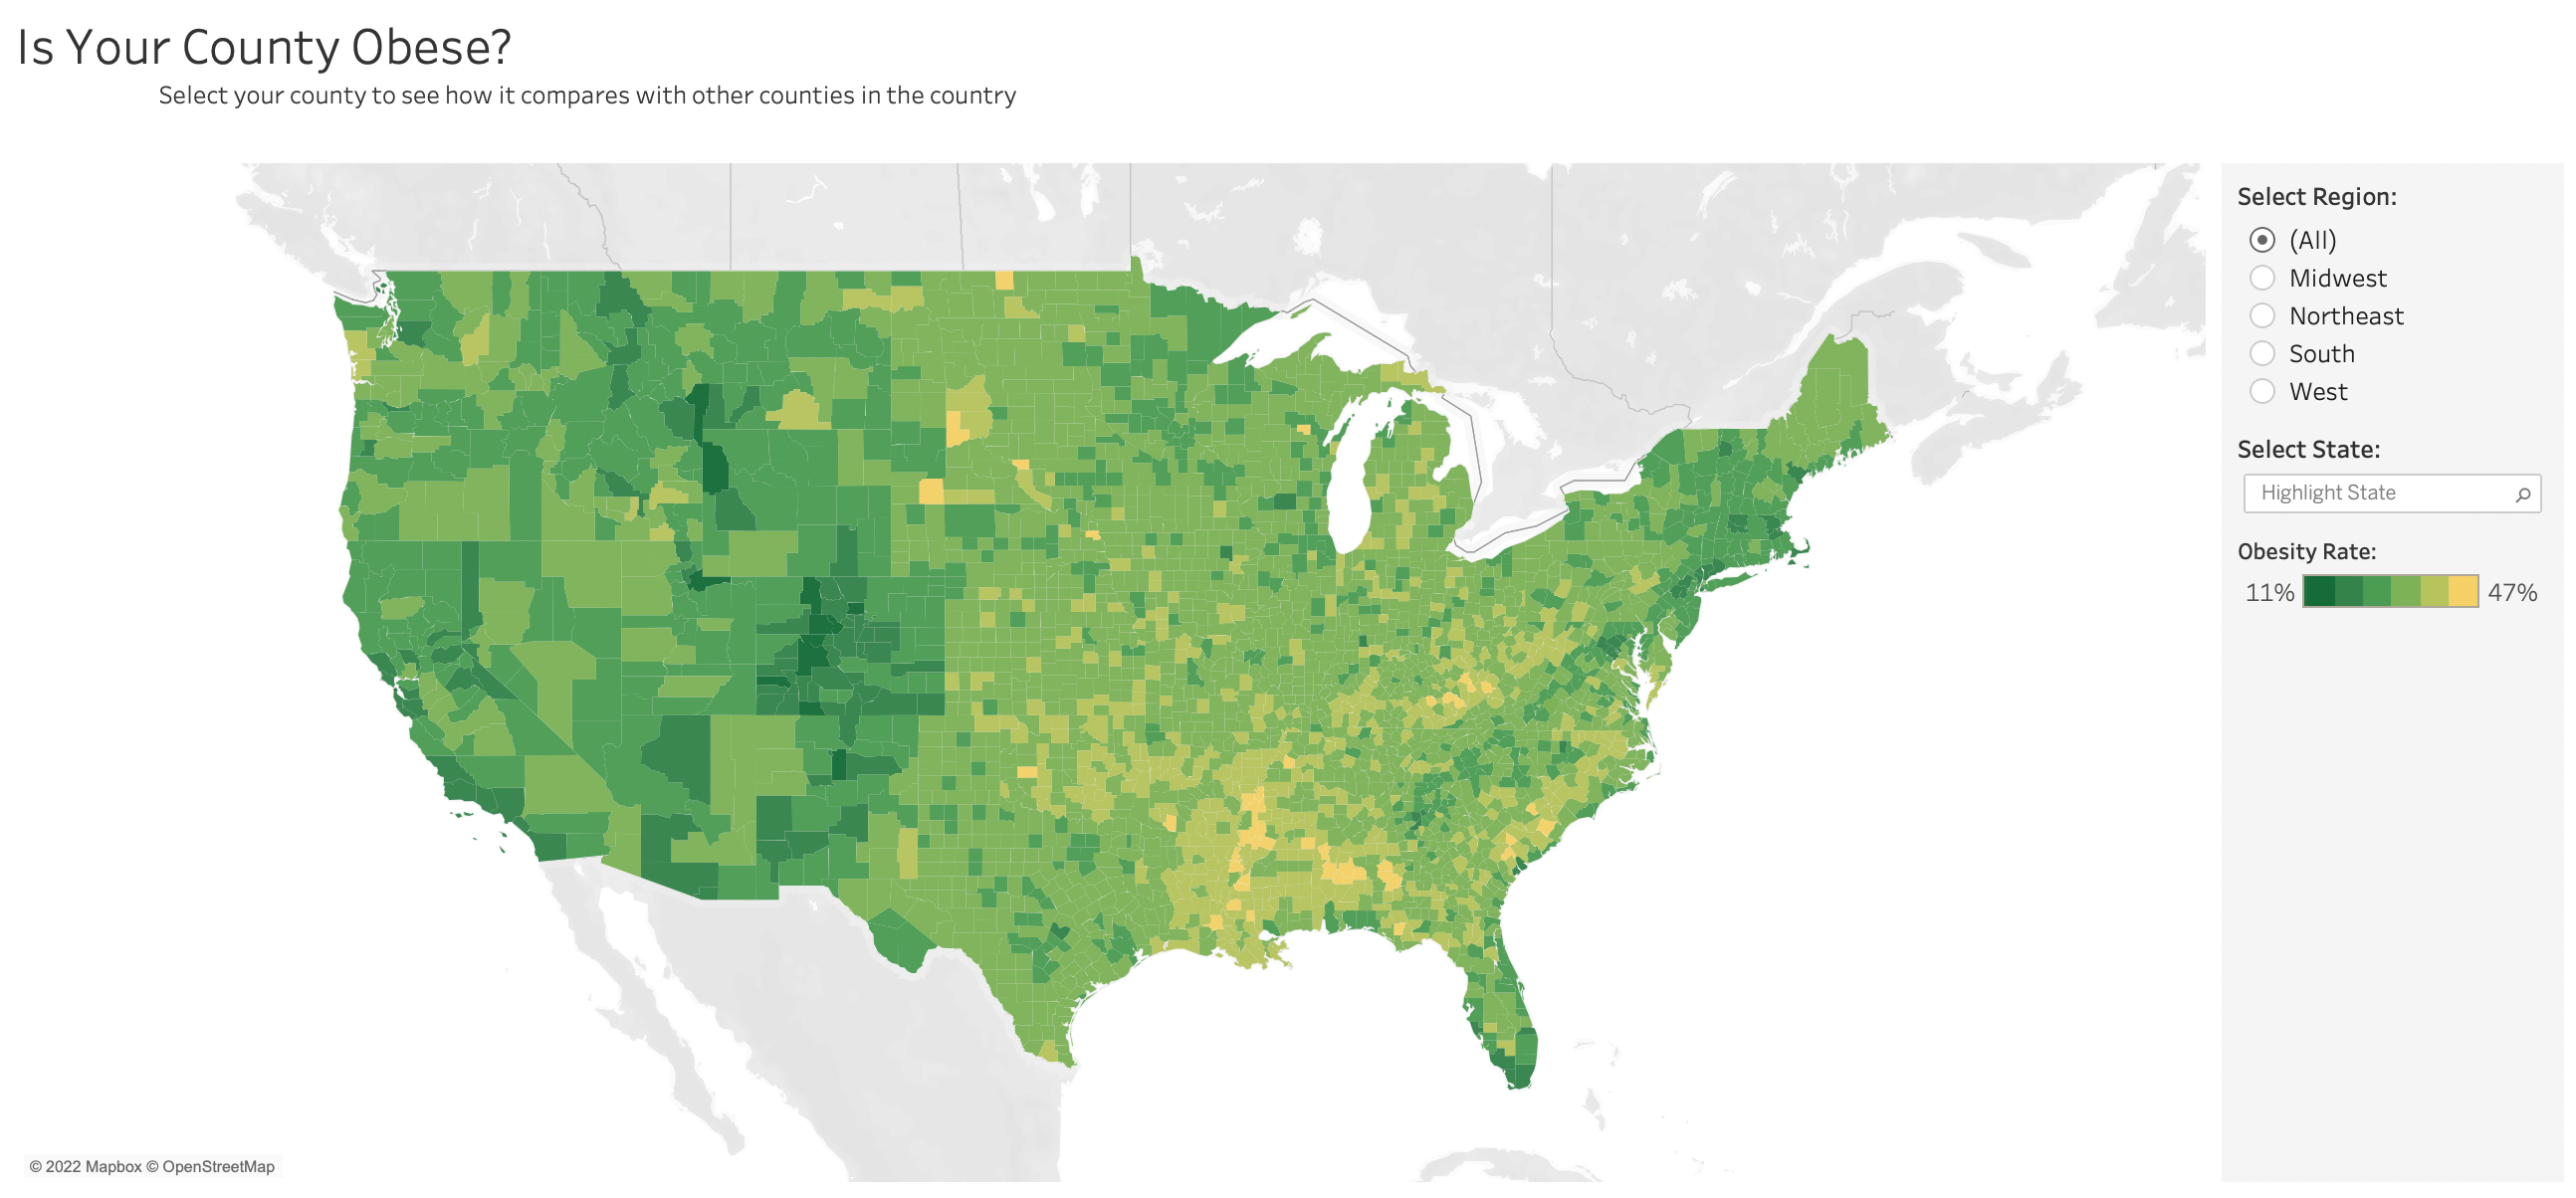 Is Your County Obese?
Select your county to see how it compares with other counties in the country
Select Region:
(All)
Midwest
Northeast
South
West
Select State:
Highlight State
Obesity Rate:
11% 47%
© 2022 Mapbox © OpenStreetMap